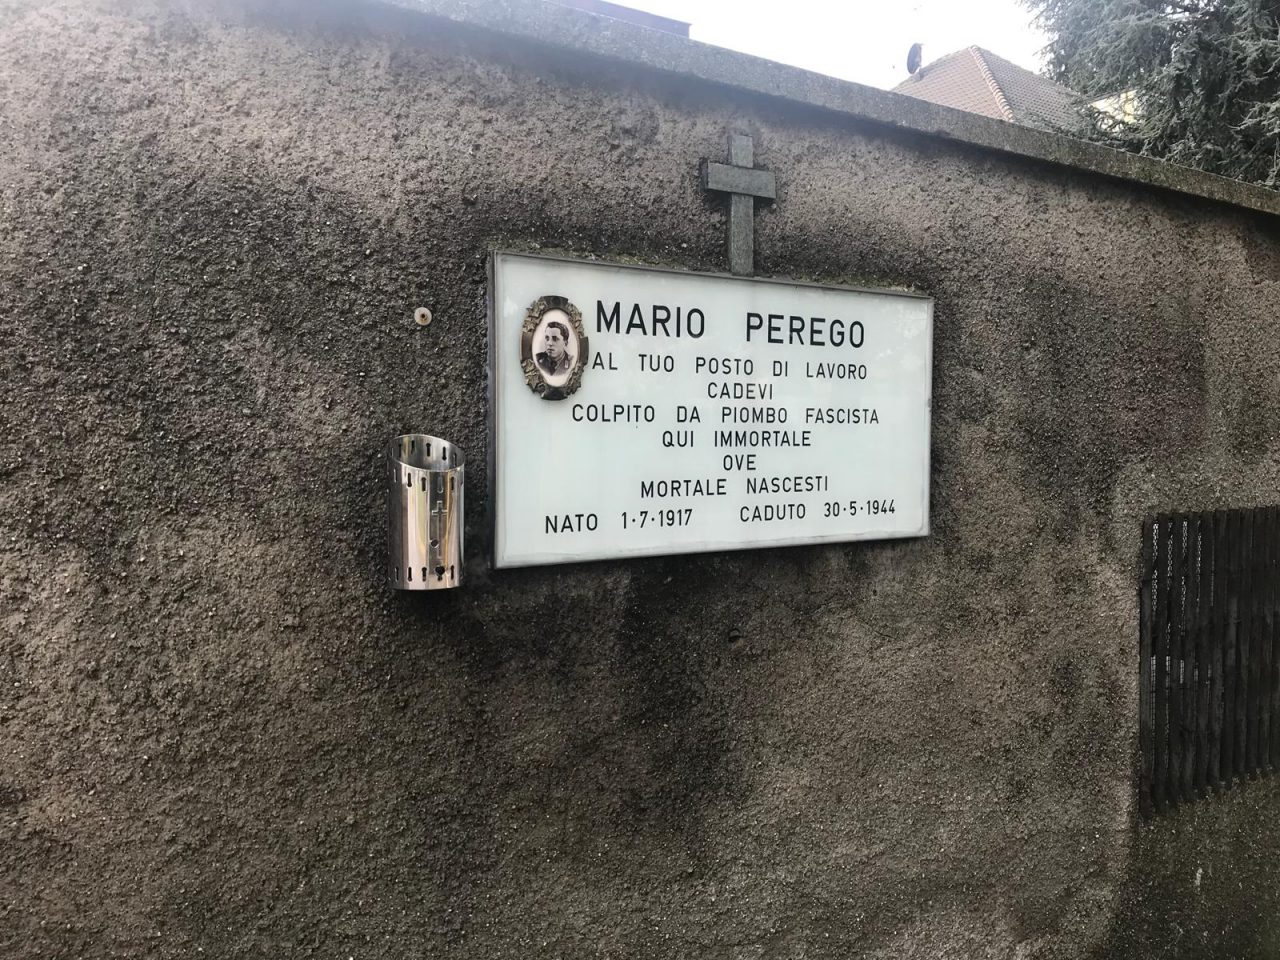 MARIO PEREGO
AL TUO POSTO DI LAVORO
CADEVI
COLPITO DA PIOMBO FASCISTA
QUI IMMORTALE
OVE
MORTALE NASCESTI
NATO 1·7·1917 CADUTO 30·5·1944